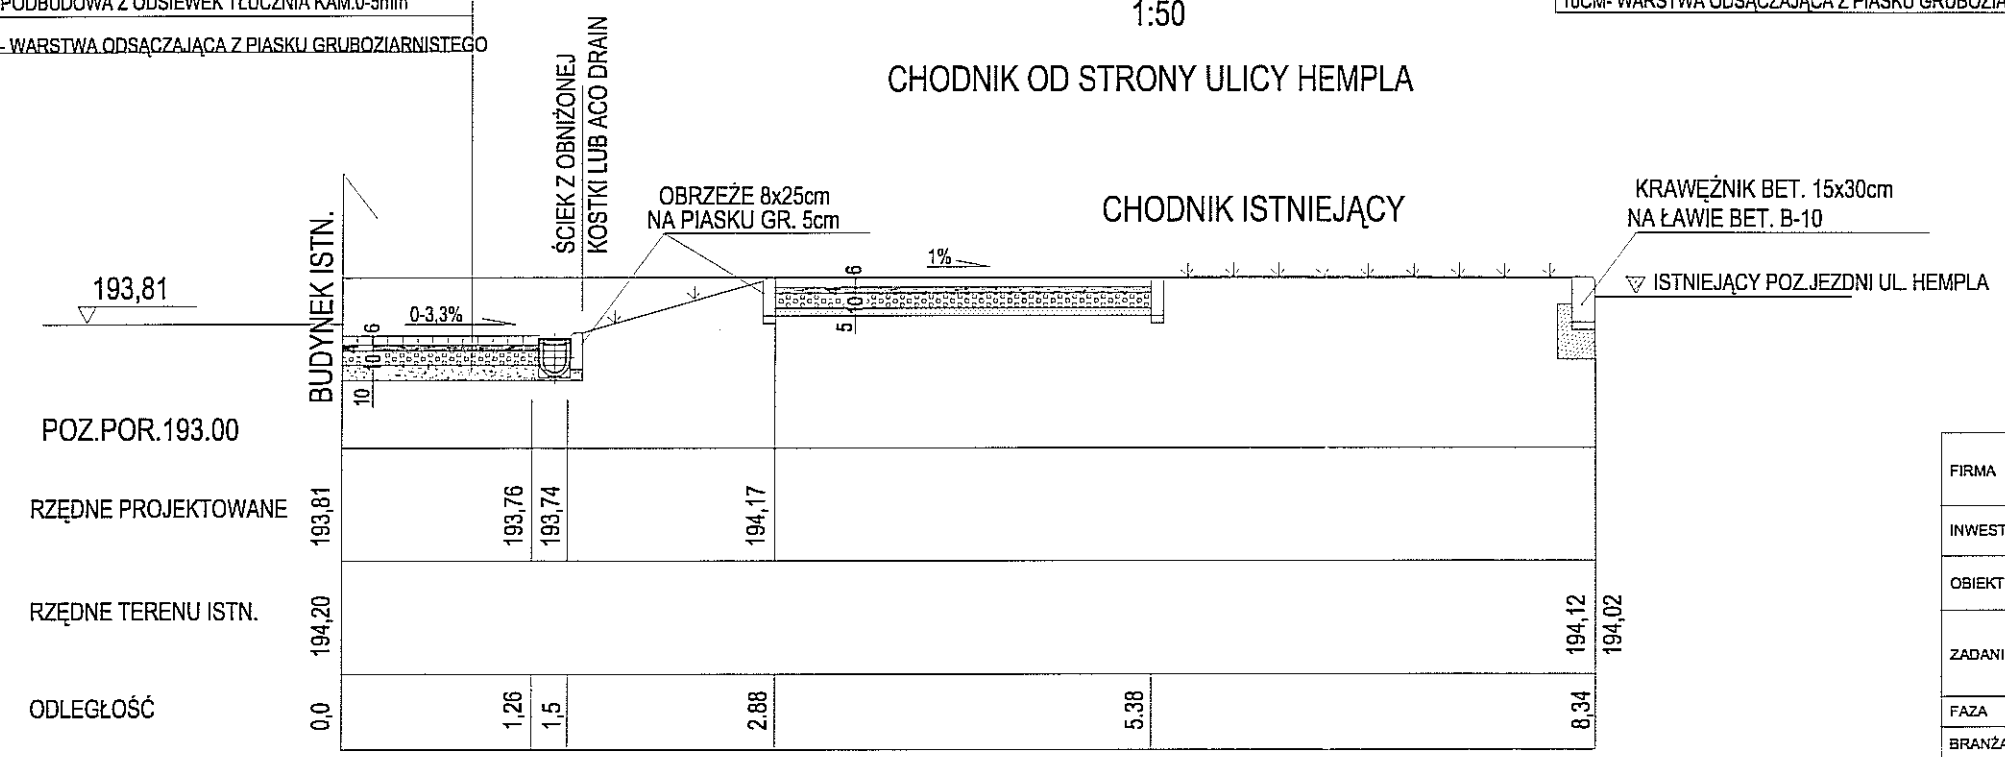 PODBUDOWA Z ODSIEWEK TŁUCZNIA KAM.0-5mm
- WARSTWA ODSĄCZAJĄCA Z PIASKU GRUBOZIARNISTEGO
1:50
10CM- WARSTWA ODSĄCZAJĄCA Z PIASKU
CHODNIK OD STRONY ULICY HEMPLA
ŚCIEK Z OBNIŻONEJ
KOSTKI LUB ACO DRAIN
OBRZEŻE 8x25cm
NA PIASKU GR. 5cm
CHODNIK ISTNIEJĄCY
KRAWĘŻNIK BET. 15x30cm
NA ŁAWIE BET. B-10
BUDYNEK ISTN.
193,81
0-3,3%
1%
ISTNIEJĄCY POZ.JEZDNI UL. HEMPLA
6
4
10
10
6
10
5
POZ.POR.193.00
RZĘDNE PROJEKTOWANE
193,81
193,76
193,74
194,17
RZĘDNE TERENU ISTN.
194,20
194,12
194,02
ODLEGŁOŚĆ
0,0
1,26
1,5
2.88
5.38
8,34
FIRMA
INWEST
OBIEKT
ZADANI
FAZA
BRANŻA